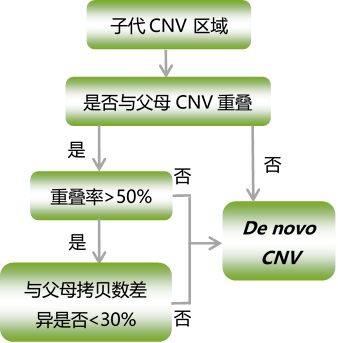 子代 CNV 区域
是否与父母 CNV 重叠
是
否
重叠率>50%
否
是
De novo
CNV
与父母拷贝数差
异是否<30%
否